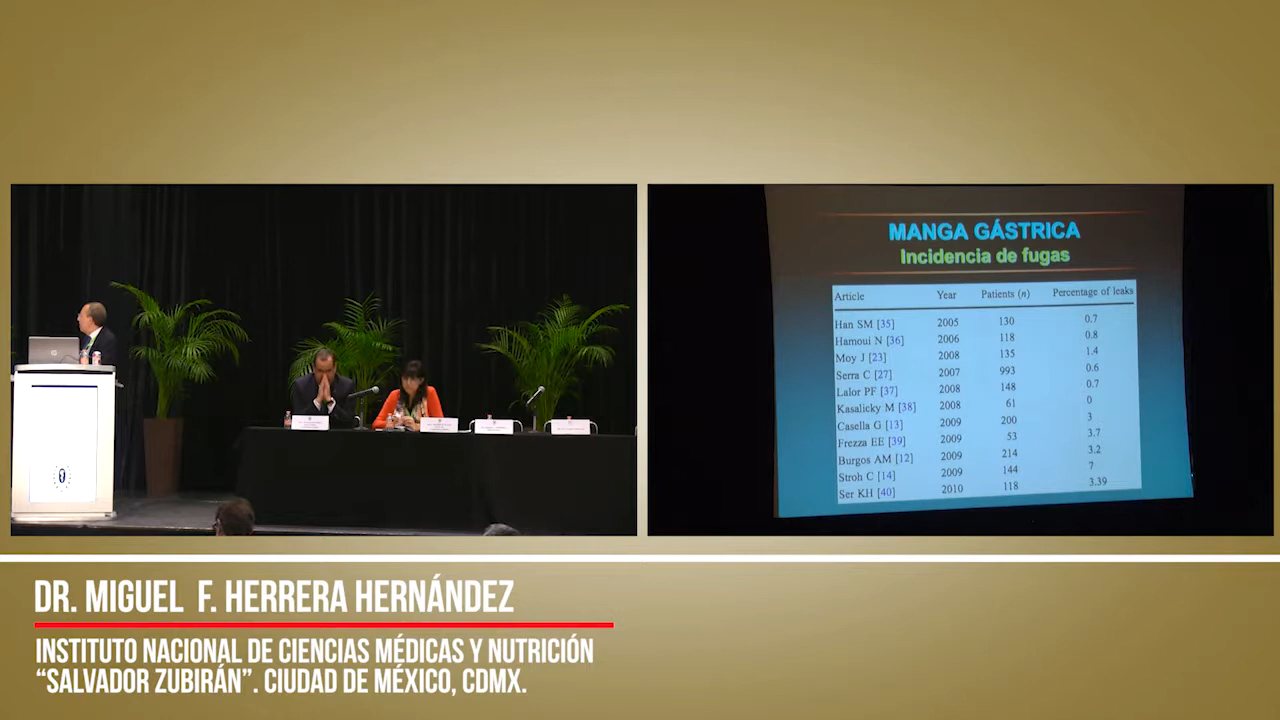 MANGA GÁSTRICA
Incidencia de fugas
Article Year Patients (n) Percentage of leaks
Han SM [35] 2005 130 0.7
Hamoui N [36] 2006 118 0.8
Moy J [23] 2008 135 1.4
Serra C [27] 2007 993 0.6
Lalor PF [37] 2008 148 0.7
Kasalicky M [38] 2008 61 0
Casella G [13] 2009 200 3
Frezza EE [39] 2009 53 3.7
Burgos AM [12] 2009 214 3.2
Stroh C [14] 2009 144 7
Ser KH [40] 2010 118 3.39
DR. MIGUEL F. HERRERA HERNÁNDEZ
INSTITUTO NACIONAL DE CIENCIAS MÉDICAS Y NUTRICIÓN
“SALVADOR ZUBIRÁN”. CIUDAD DE MÉXICO, CDMX.